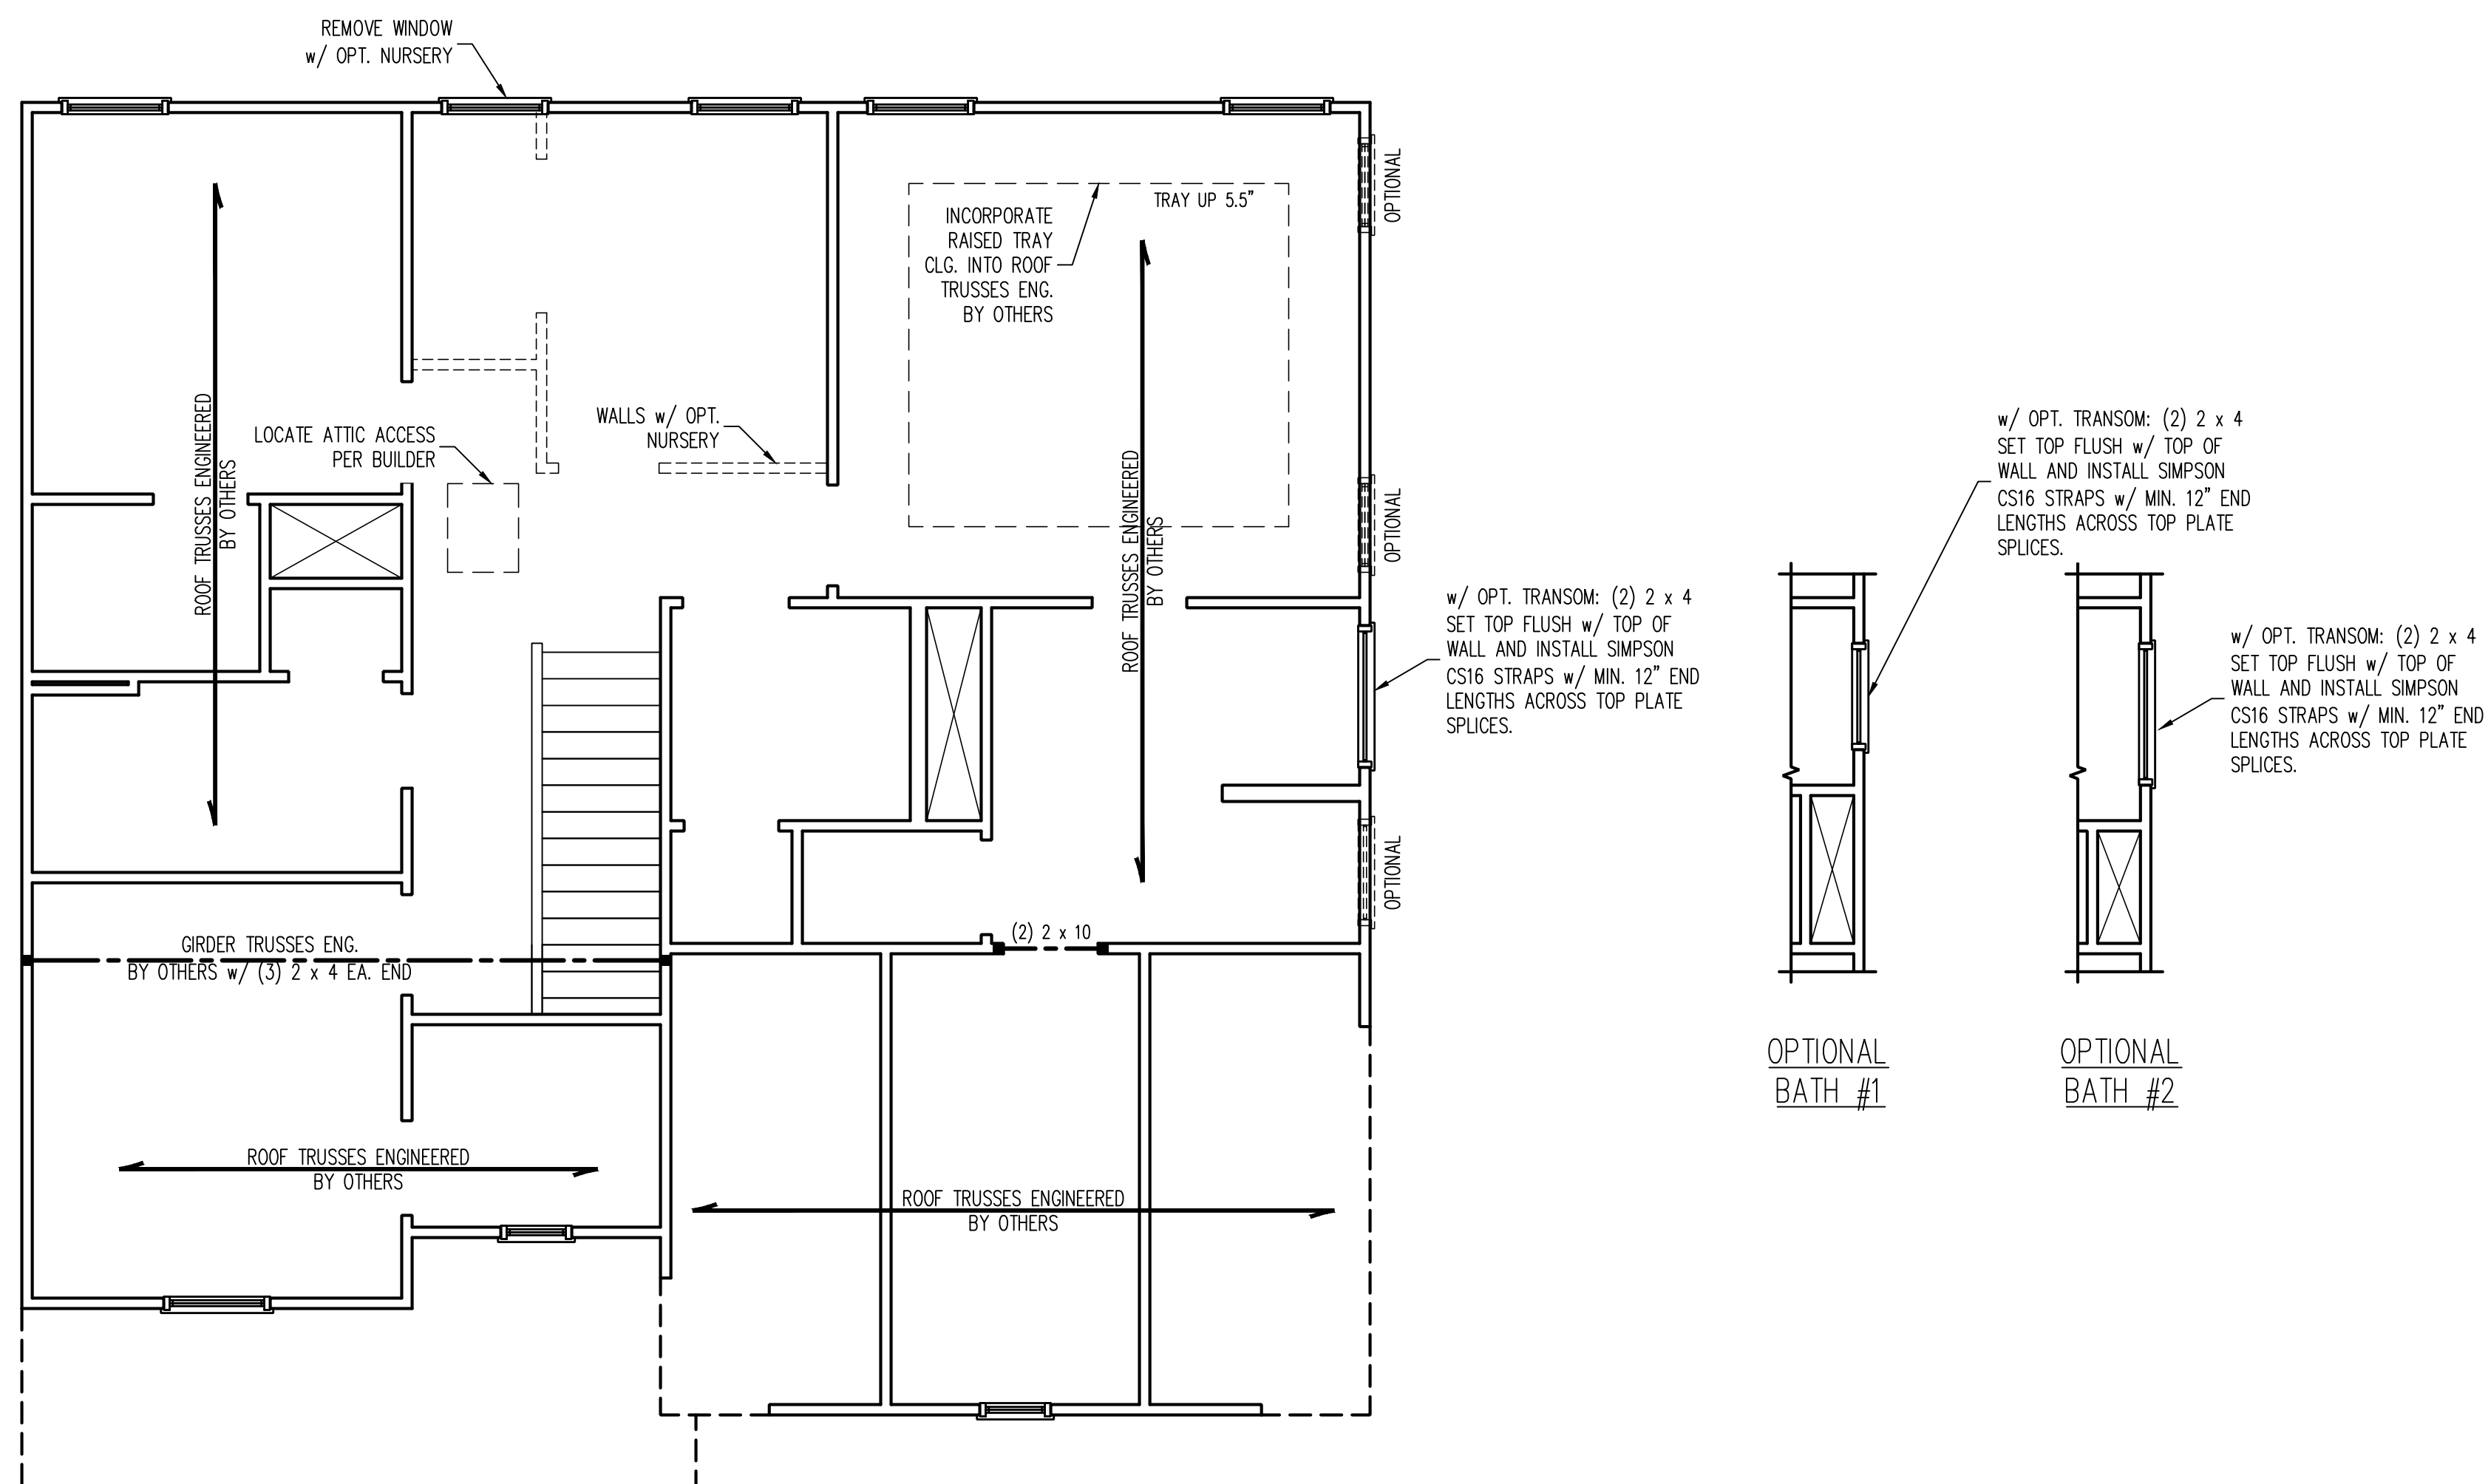 REMOVE WINDOW
w/ OPT. NURSERY
OPTIONAL
TRAY UP 5.5"
INCORPORATE
RAISED TRAY
CLG. INTO ROOF
TRUSSES ENG.
BY OTHERS
ROOF TRUSSES ENGINEERED
BY OTHERS
LOCATE ATTIC ACCESS
PER BUILDER
WALLS w/ OPT.
NURSERY
ROOF TRUSSES ENGINEERED
BY OTHERS
OPTIONAL
w/ OPT. TRANSOM: (2) 2 x 4
SET TOP FLUSH w/ TOP OF
WALL AND INSTALL SIMPSON
CS16 STRAPS w/ MIN. 12" END
LENGTHS ACROSS TOP PLATE
SPLICES.
w/ OPT. TRANSOM: (2) 2 x 4
SET TOP FLUSH w/ TOP OF
WALL AND INSTALL SIMPSON
CS16 STRAPS w/ MIN. 12" END
LENGTHS ACROSS TOP PLATE
SPLICES.
w/ OPT. TRANSOM: (2) 2 x 4
SET TOP FLUSH w/ TOP OF
WALL AND INSTALL SIMPSON
CS16 STRAPS w/ MIN. 12" END
LENGTHS ACROSS TOP PLATE
SPLICES.
OPTIONAL
(2) 2 x 10
GIRDER TRUSSES ENG.
BY OTHERS w/ (3) 2 x 4 EA. END
OPTIONAL
BATH #1
OPTIONAL
BATH #2
ROOF TRUSSES ENGINEERED
BY OTHERS
ROOF TRUSSES ENGINEERED
BY OTHERS